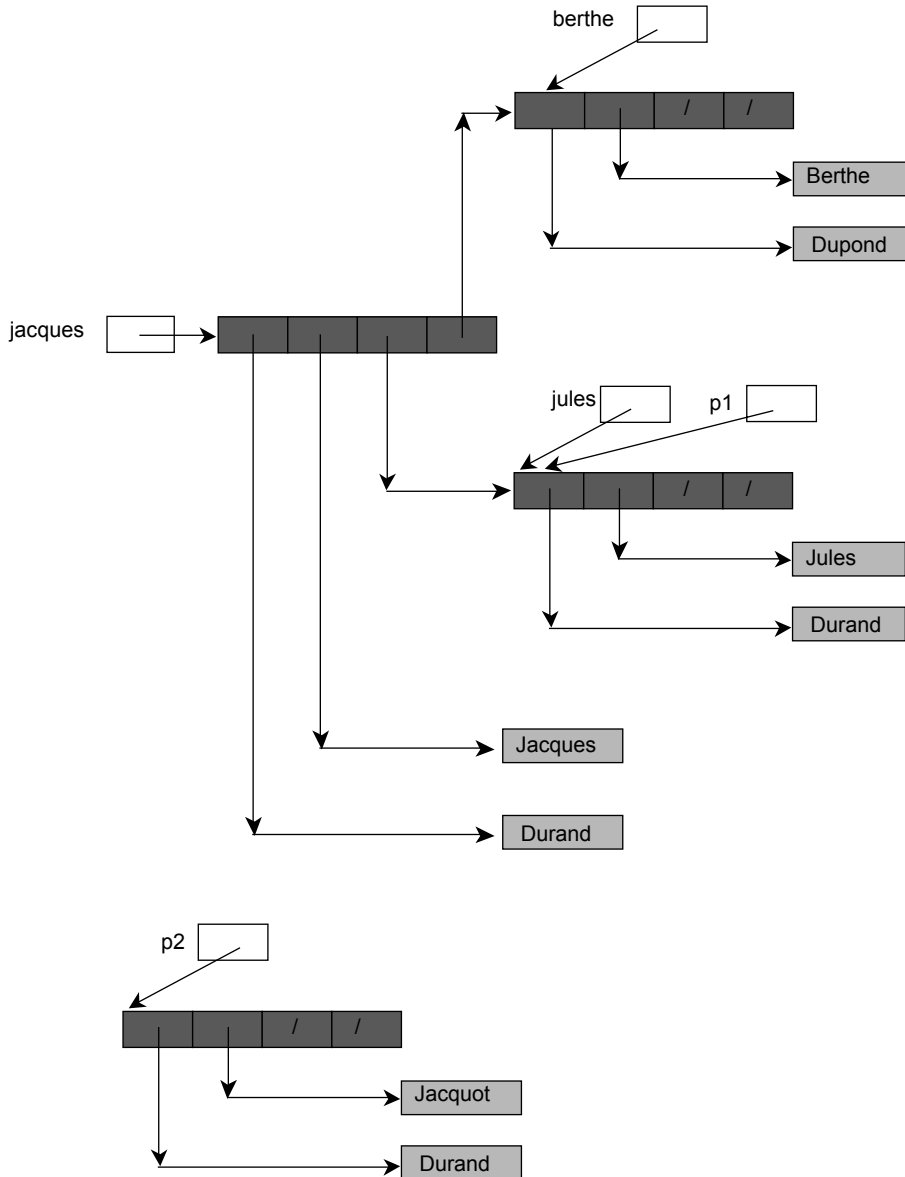 berthe
/ /
Berthe
Dupond
jacques
jules p1
/ /
Jules
Durand
Jacques
Durand
p2
/ /
Jacquot
Durand